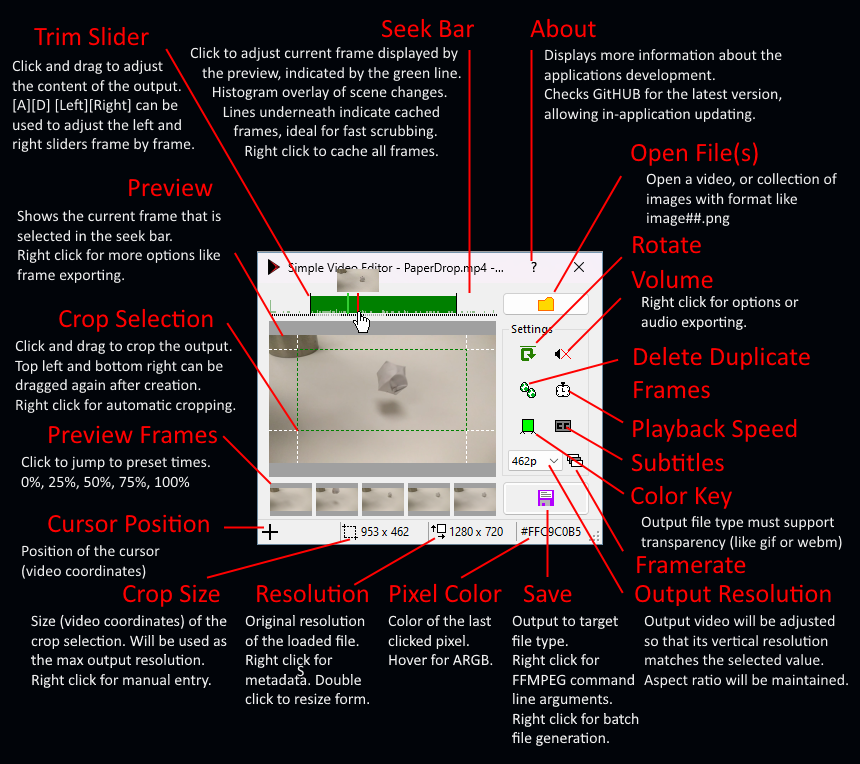 Trim Slider
Click and drag to adjust
the content of the output.
[A][D] [Left][Right] can be
used to adjust the left and
right sliders frame by frame.
Seek Bar
Click to adjust current frame displayed by
the preview, indicated by the green line.
Histogram overlay of scene changes.
Lines underneath indicate cached
frames, ideal for fast scrubbing.
Right click to cache all frames.
About
Displays more information about the
applications development.
Checks GitHUB for the latest version,
allowing in-application updating.
Open File(s)
Open a video, or collection of
images with format like
image##.png
Preview
Shows the current frame that is
selected in the seek bar.
Right click for more options like
frame exporting.
Rotate
Volume
Right click for options or
audio exporting.
Simple Video Editor - PaperDrop.mp4 -...
?
Settings
Crop Selection
Click and drag to crop the output.
Top left and bottom right can be
dragged again after creation.
Right click for automatic cropping.
Delete Duplicate
Frames
Playback Speed
Subtitles
CC
462p
Preview Frames
Click to jump to preset times.
0%, 25%, 50%, 75%, 100%
Color Key
Output file type must support
transparency (like gif or webm)
Cursor Position
Position of the cursor
(video coordinates)
953 x 462
1280 x 720
#FFC9C0B5
Framerate
Crop Size
Size (video coordinates) of the
crop selection. Will be used as
the max output resolution.
Right click for manual entry.
Resolution
Original resolution
of the loaded file.
Right click for
metadata. Double
click to resize form.
S
Pixel Color
Color of the last
clicked pixel.
Hover for ARGB.
Save
Output to target
file type.
Right click for
FFMPEG command
line arguments.
Right click for batch
file generation.
Output Resolution
Output video will be adjusted
so that its vertical resolution
matches the selected value.
Aspect ratio will be maintained.